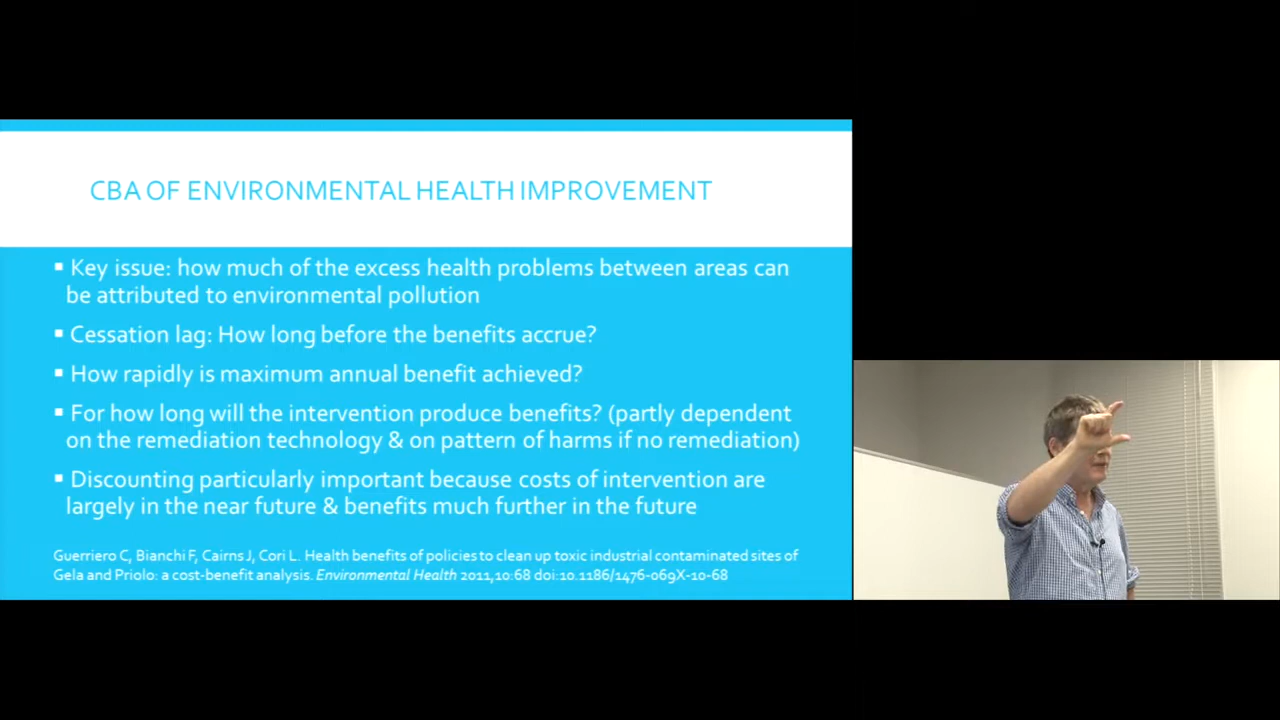 CBA OF ENVIRONMENTAL HEALTH IMPROVEMENT
▪ Key issue: how much of the excess health problems between areas can
be attributed to environmental pollution
▪ Cessation lag: How long before the benefits accrue?
▪ How rapidly is maximum annual benefit achieved?
▪ For how long will the intervention produce benefits? (partly dependent
on the remediation technology & on pattern of harms if no remediation)
▪ Discounting particularly important because costs of intervention are
largely in the near future & benefits much further in the future
Guerriero C, Bianchi F, Cairns J, Cori L. Health benefits of policies to clean up toxic industrial contaminated sites of
Gela and Priolo: a cost-benefit analysis. Environmental Health 2011,10:68 doi:10.1186/1476-069X-10-68